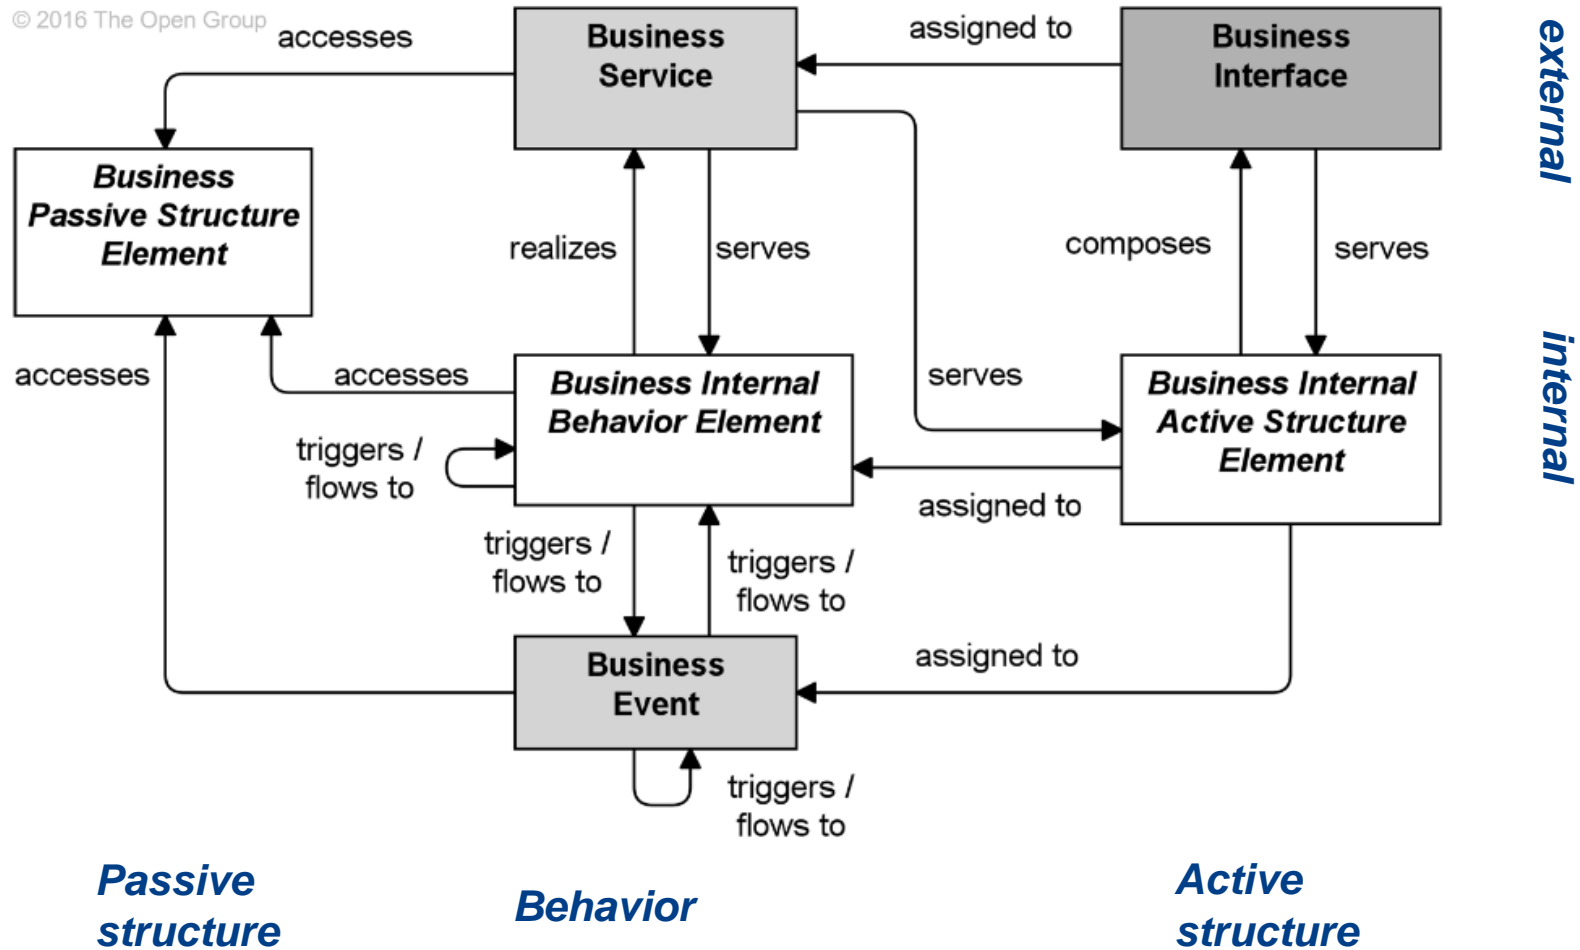 © 2016 The Open Group
accesses
Business
Service
assigned to
Business
Interface
external
Business
Passive Structure
Element
realizes
serves
composes
serves
accesses
accesses
Business Internal
Behavior Element
serves
Business Internal
Active Structure
Element
internal
triggers /
flows to
assigned to
triggers /
flows to
triggers /
flows to
Business
Event
assigned to
triggers /
flows to
Passive
structure
Behavior
Active
structure